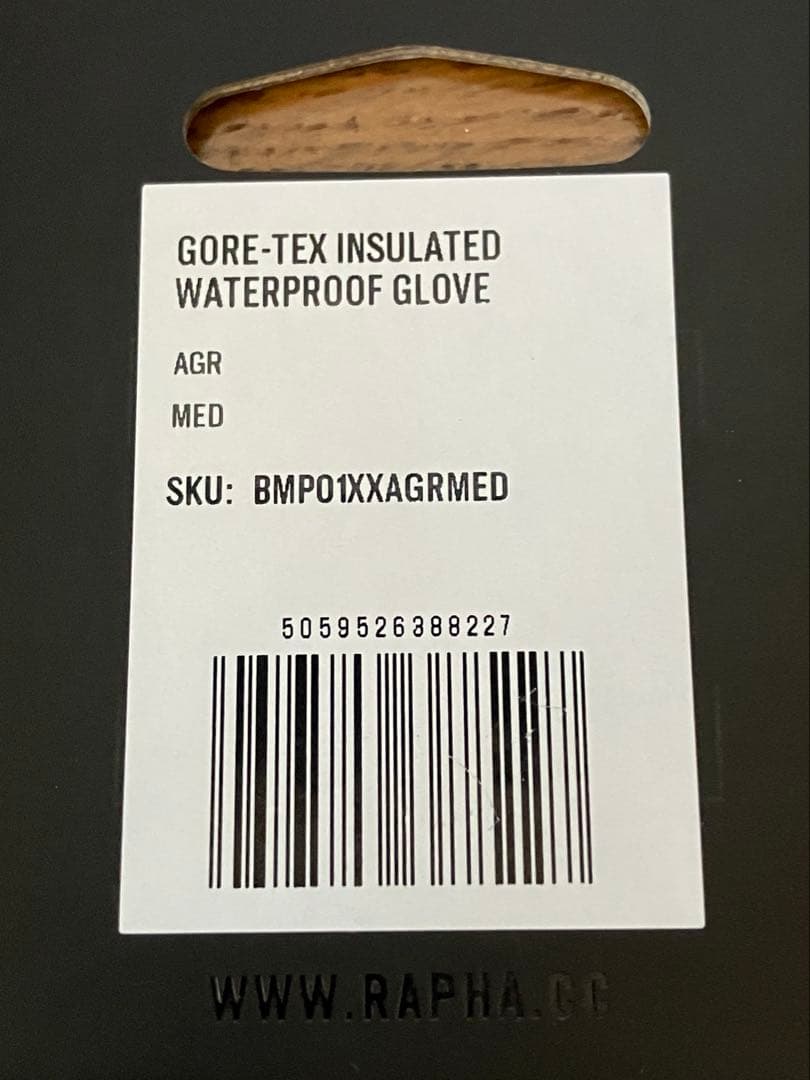 GORE-TEX INSULATED
WATERPROOF GLOVE
AGR
MED
SKU: BMP01XXAGRMED
5059526388227
WWW.RAPHA.CC